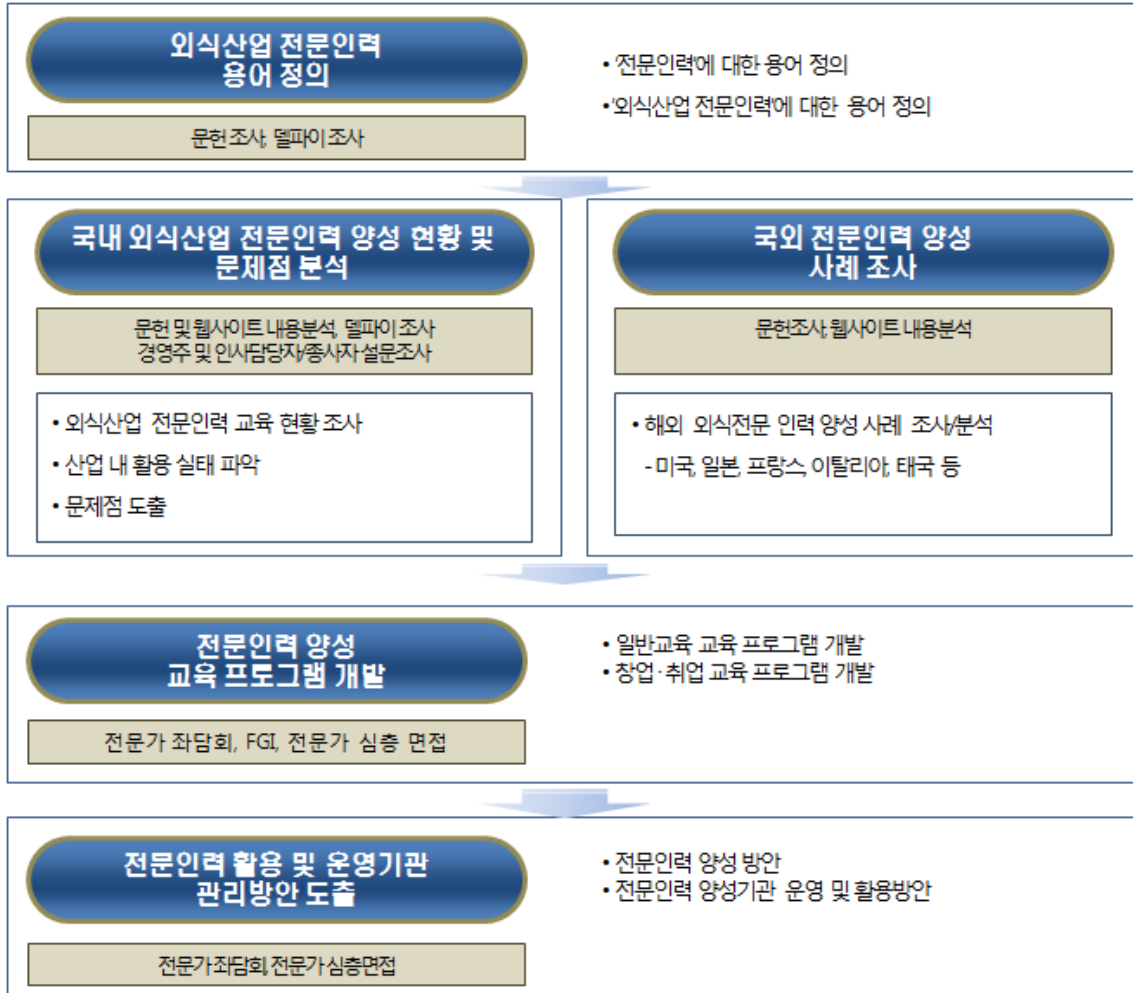 외식산업 전문인력
용어 정의
문헌 조사, 델파이 조사
• '전문인력'에 대한 용어 정의
•'외식산업 전문인력'에 대한 용어 정의
국내 외식산업 전문인력 양성 현황 및
문제점 분석
문헌 및 웹사이트 내용분석, 델파이 조사
경영주 및 인사담당자/종사자 설문조사
• 외식산업 전문인력 교육 현황 조사
• 산업 내 활용 실태 파악
• 문제점 도출
국외 전문인력 양성
사례 조사
문헌조사, 웹사이트 내용분석
• 해외 외식전문 인력 양성 사례 조사/분석
- 미국, 일본, 프랑스, 이탈리아, 태국 등
전문인력 양성
교육 프로그램 개발
전문가 좌담회, FGI, 전문가 심층 면접
• 일반교육 교육 프로그램 개발
• 창업·취업 교육 프로그램 개발
전문인력 활용 및 운영기관
관리방안 도출
전문가 좌담회, 전문가 심층면접
• 전문인력 양성 방안
• 전문인력 양성기관 운영 및 활용방안